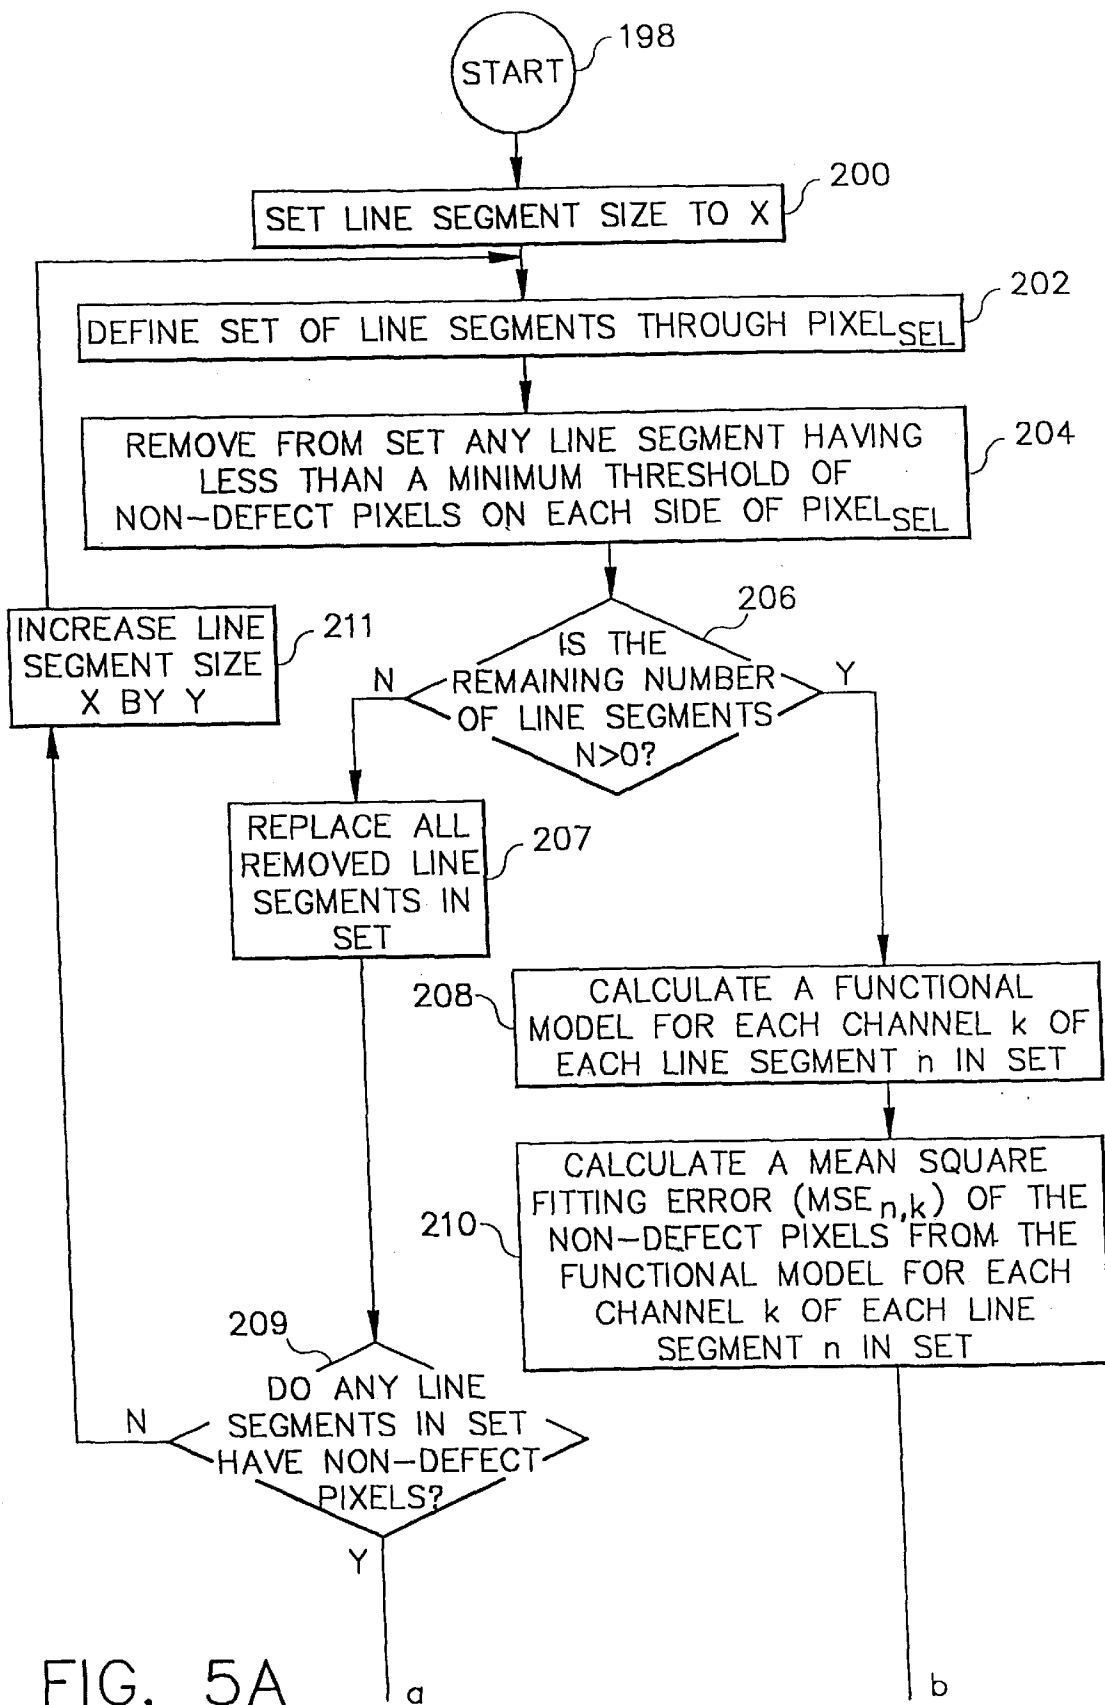 START
198
SET LINE SEGMENT SIZE TO X
200
DEFINE SET OF LINE SEGMENTS THROUGH PIXELSEL
202
REMOVE FROM SET ANY LINE SEGMENT HAVING
LESS THAN A MINIMUM THRESHOLD OF
NON-DEFECT PIXELS ON EACH SIDE OF PIXELSEL
204
INCREASE LINE
SEGMENT SIZE
X BY Y
211
206
IS THE
REMAINING NUMBER
OF LINE SEGMENTS
N>0?
N
Y
REPLACE ALL
REMOVED LINE
SEGMENTS IN
SET
207
208
CALCULATE A FUNCTIONAL
MODEL FOR EACH CHANNEL k OF
EACH LINE SEGMENT n IN SET
210
CALCULATE A MEAN SQUARE
FITTING ERROR (MSEn,k) OF THE
NON-DEFECT PIXELS FROM THE
FUNCTIONAL MODEL FOR EACH
CHANNEL k OF EACH LINE
SEGMENT n IN SET
209
DO ANY LINE
SEGMENTS IN SET
HAVE NON-DEFECT
PIXELS?
N
Y
a
b
FIG. 5A